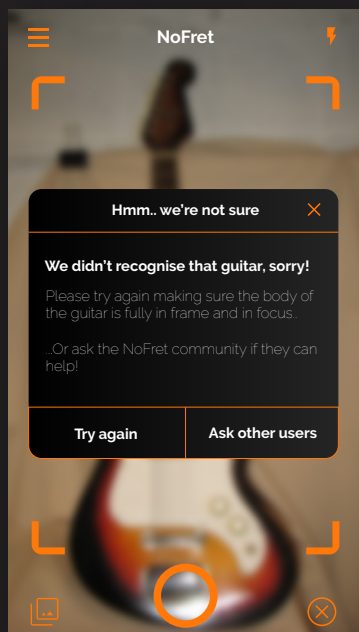 NoFret
Hmm.. we're not sure
We didn't recognise that guitar, sorry!
Please try again making sure the body of
the guitar is fully in frame and in focus..
...Or ask the NoFret community if they can
help!
Try again
Ask other users